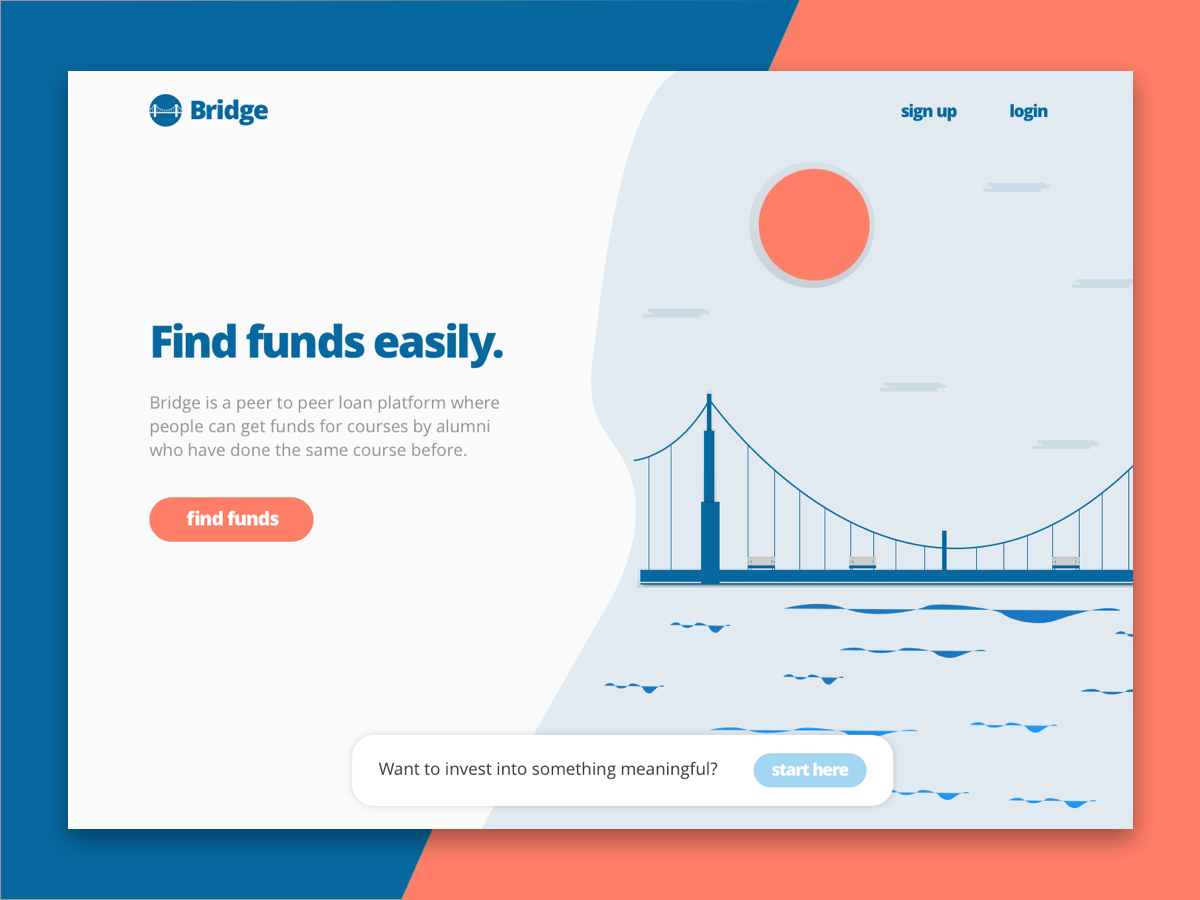 Bridge
sign up
login
Find funds easily.
Bridge is a peer to peer loan platform where
people can get funds for courses by alumni
who have done the same course before.
find funds
Want to invest into something meaningful?
start here